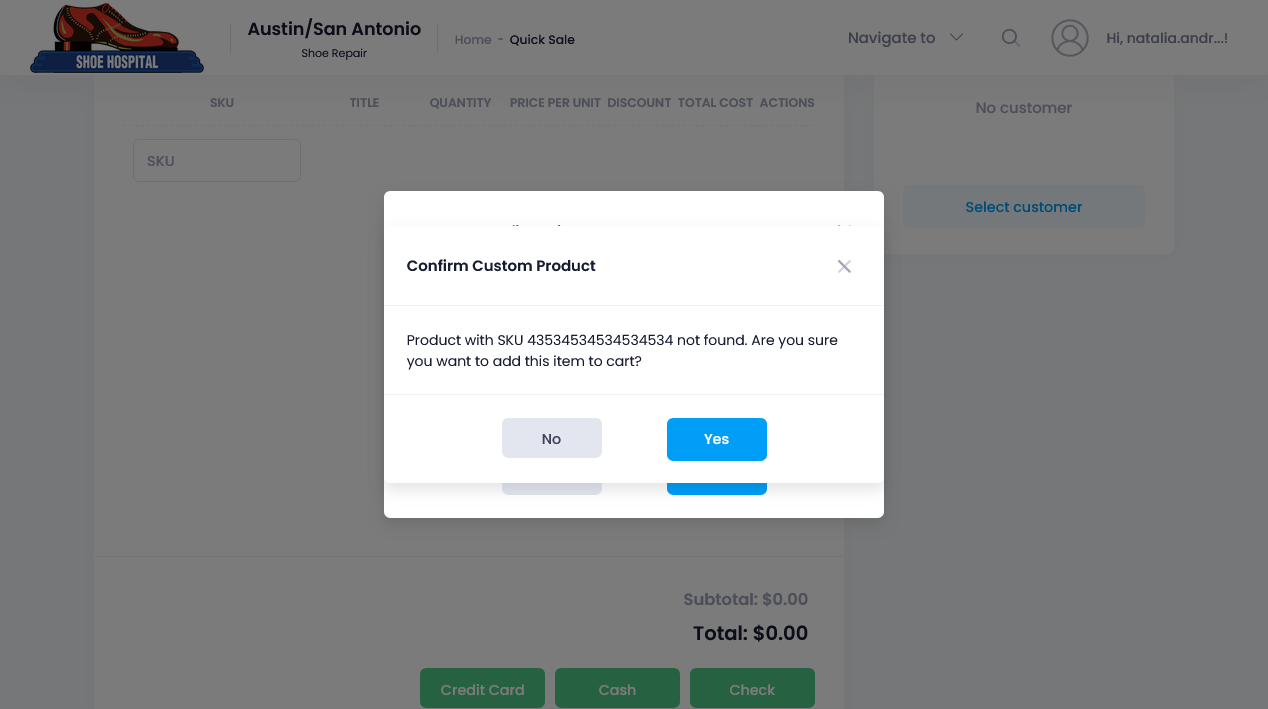 SHOE HOSPITAL
Austin/San Antonio
Shoe Repair
Home - Quick Sale
Navigate to
Hi, natalia.andr...!
SKU TITLE QUANTITY PRICE PER UNIT DISCOUNT TOTAL COST ACTIONS
SKU
No customer
Select customer
Confirm Custom Product
Product with SKU 43534534534534534 not found. Are you sure
you want to add this item to cart?
No Yes
Subtotal: $0.00
Total: $0.00
Credit Card Cash Check